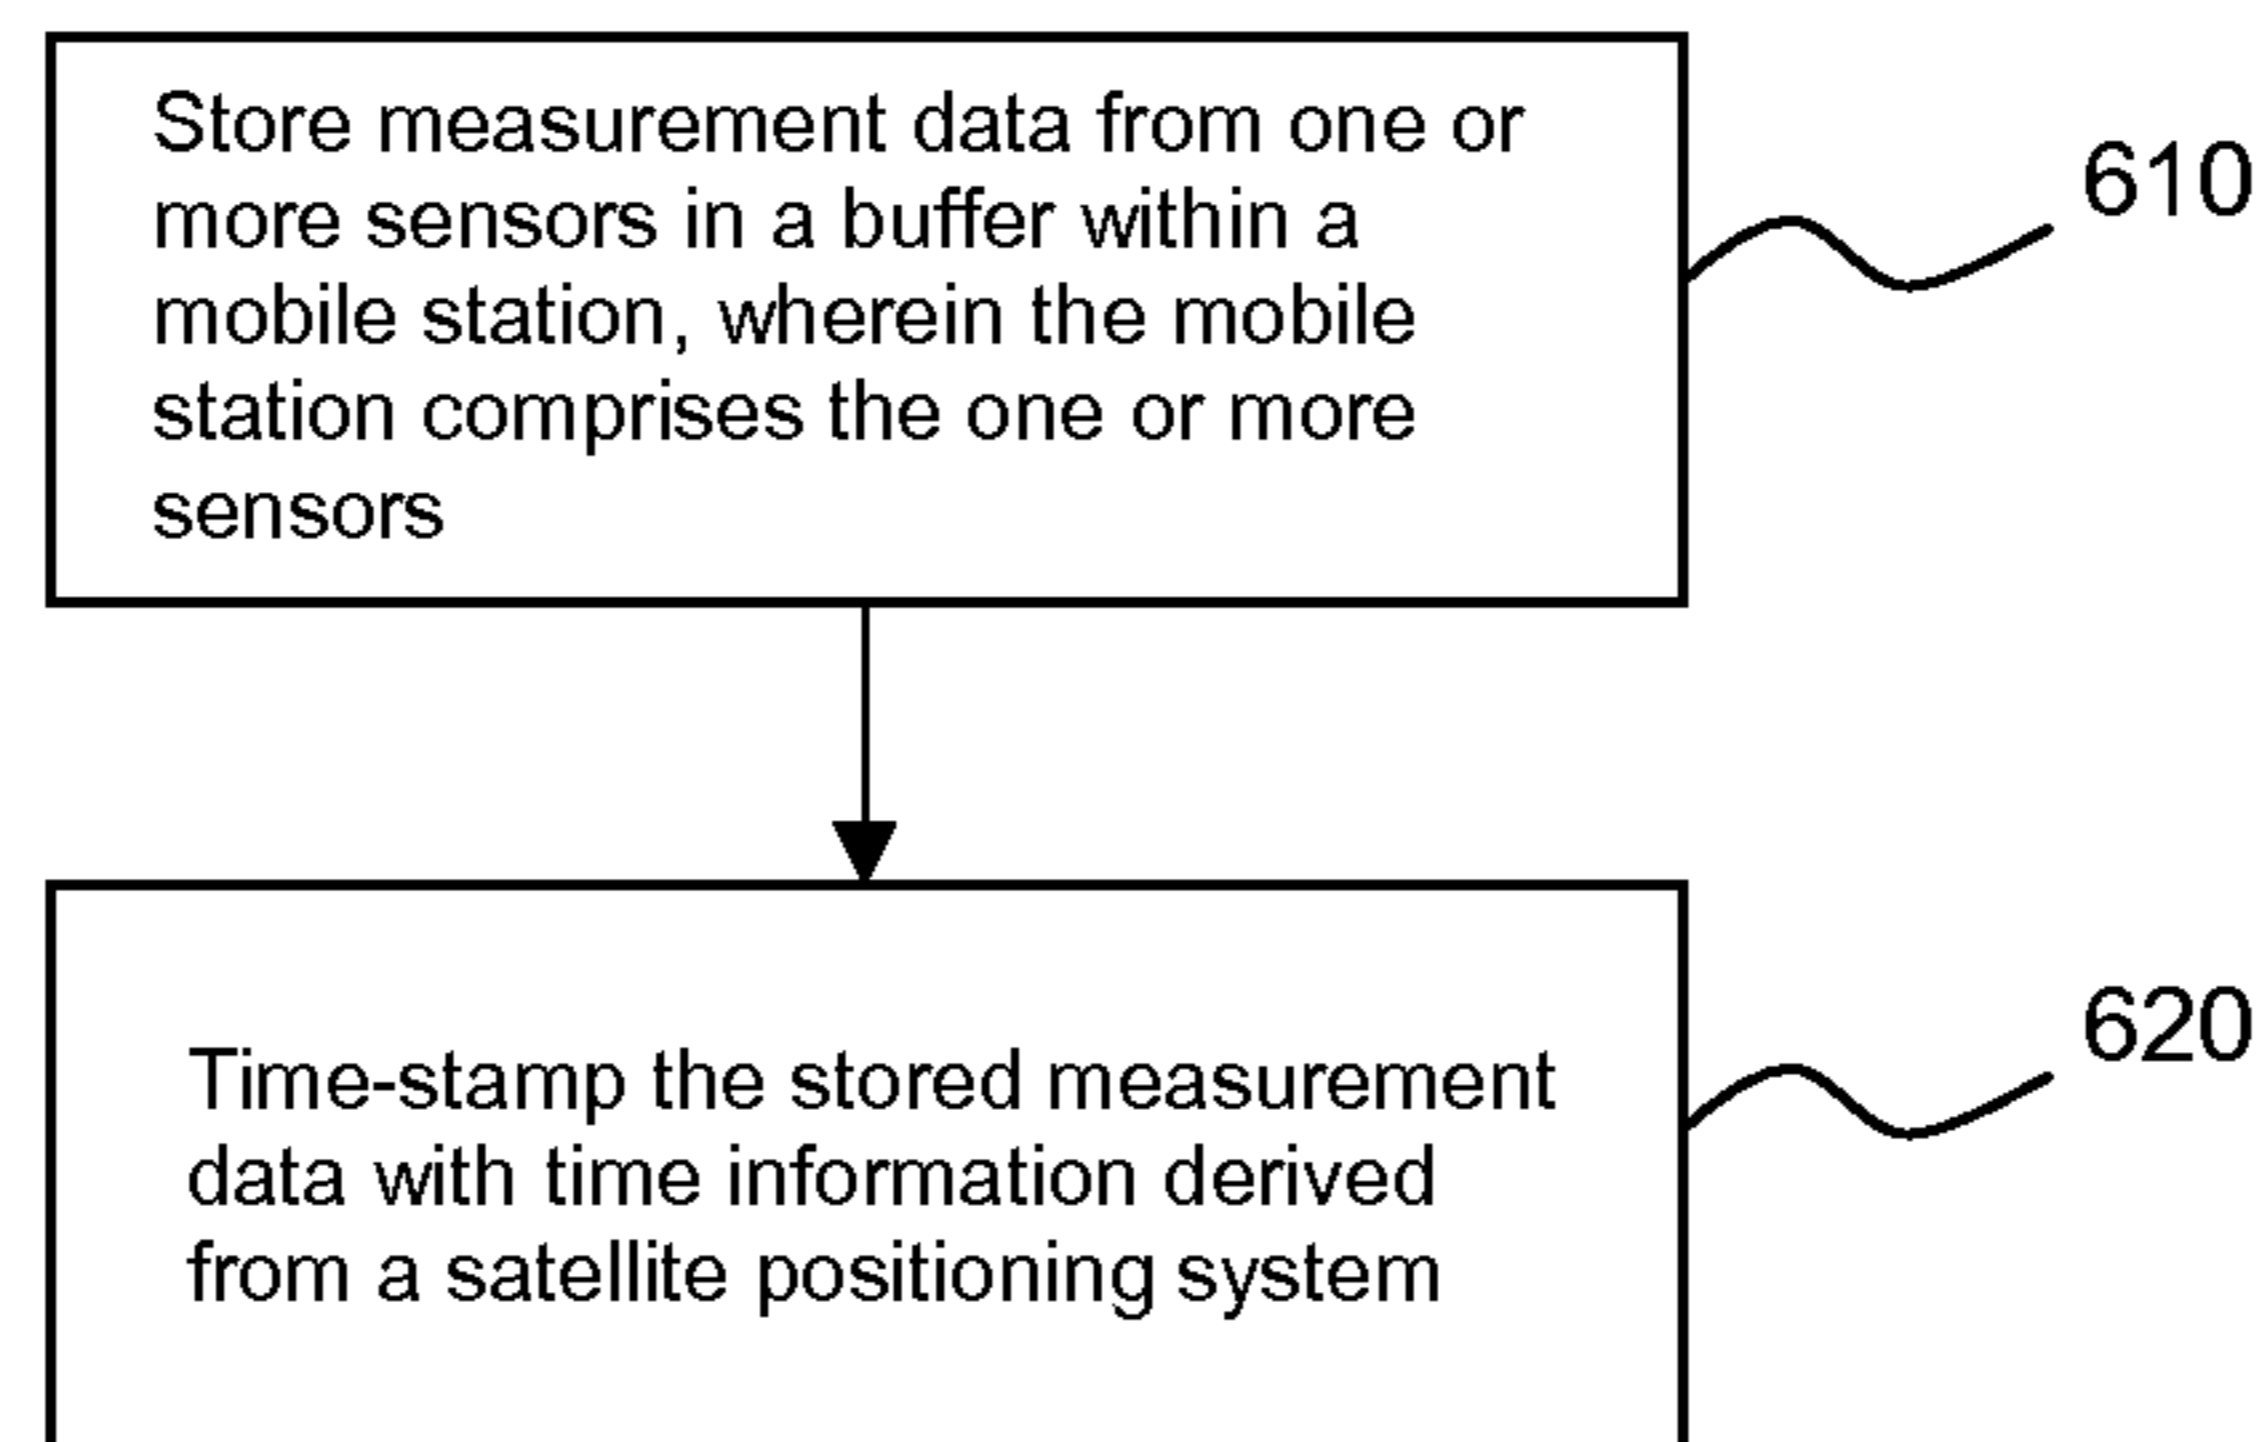 Store measurement data from one or
more sensors in a buffer within a
mobile station, wherein the mobile
station comprises the one or more
sensors
610
Time-stamp the stored measurement
data with time information derived
from a satellite positioning system
620